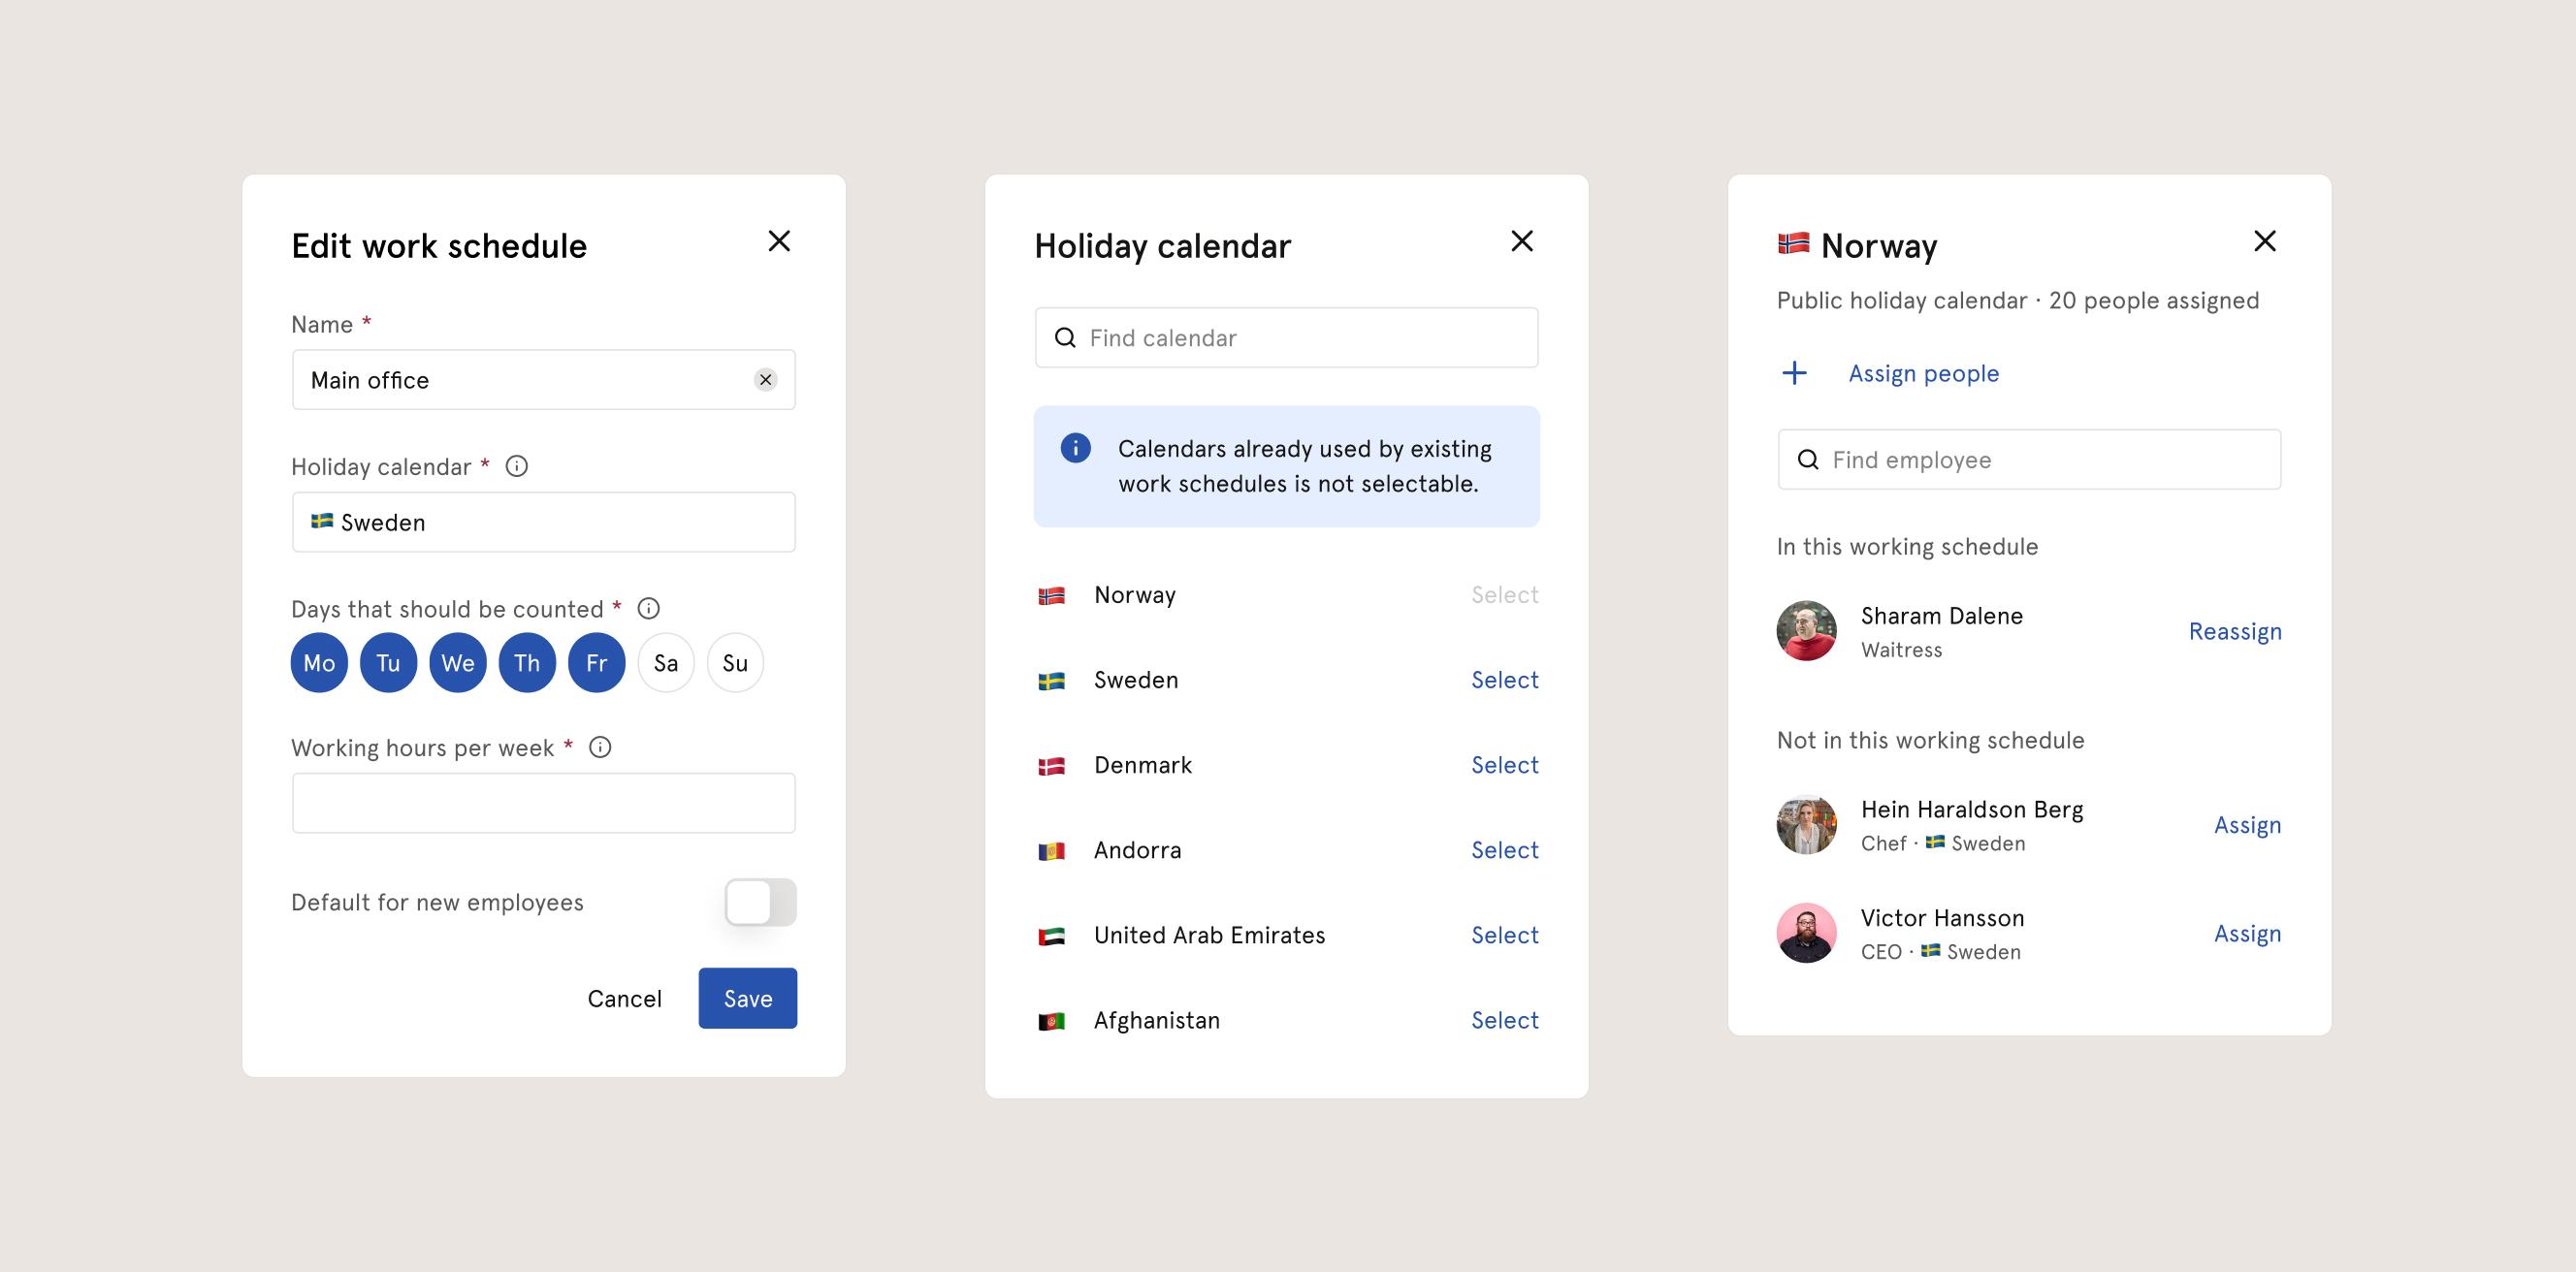 Edit work schedule
Name *
Main office
Holiday calendar *
Sweden
Days that should be counted *
Mo Tu We Th Fr Sa Su
Working hours per week *
Default for new employees
Cancel Save
Holiday calendar
Find calendar
Calendars already used by existing
work schedules is not selectable.
Norway Select
Sweden Select
Denmark Select
Andorra Select
United Arab Emirates Select
Afghanistan Select
Norway
Public holiday calendar · 20 people assigned
+ Assign people
Find employee
In this working schedule
Sharam Dalene
Waitress
Reassign
Not in this working schedule
Hein Haraldson Berg
Chef · Sweden
Assign
Victor Hansson
CEO · Sweden
Assign